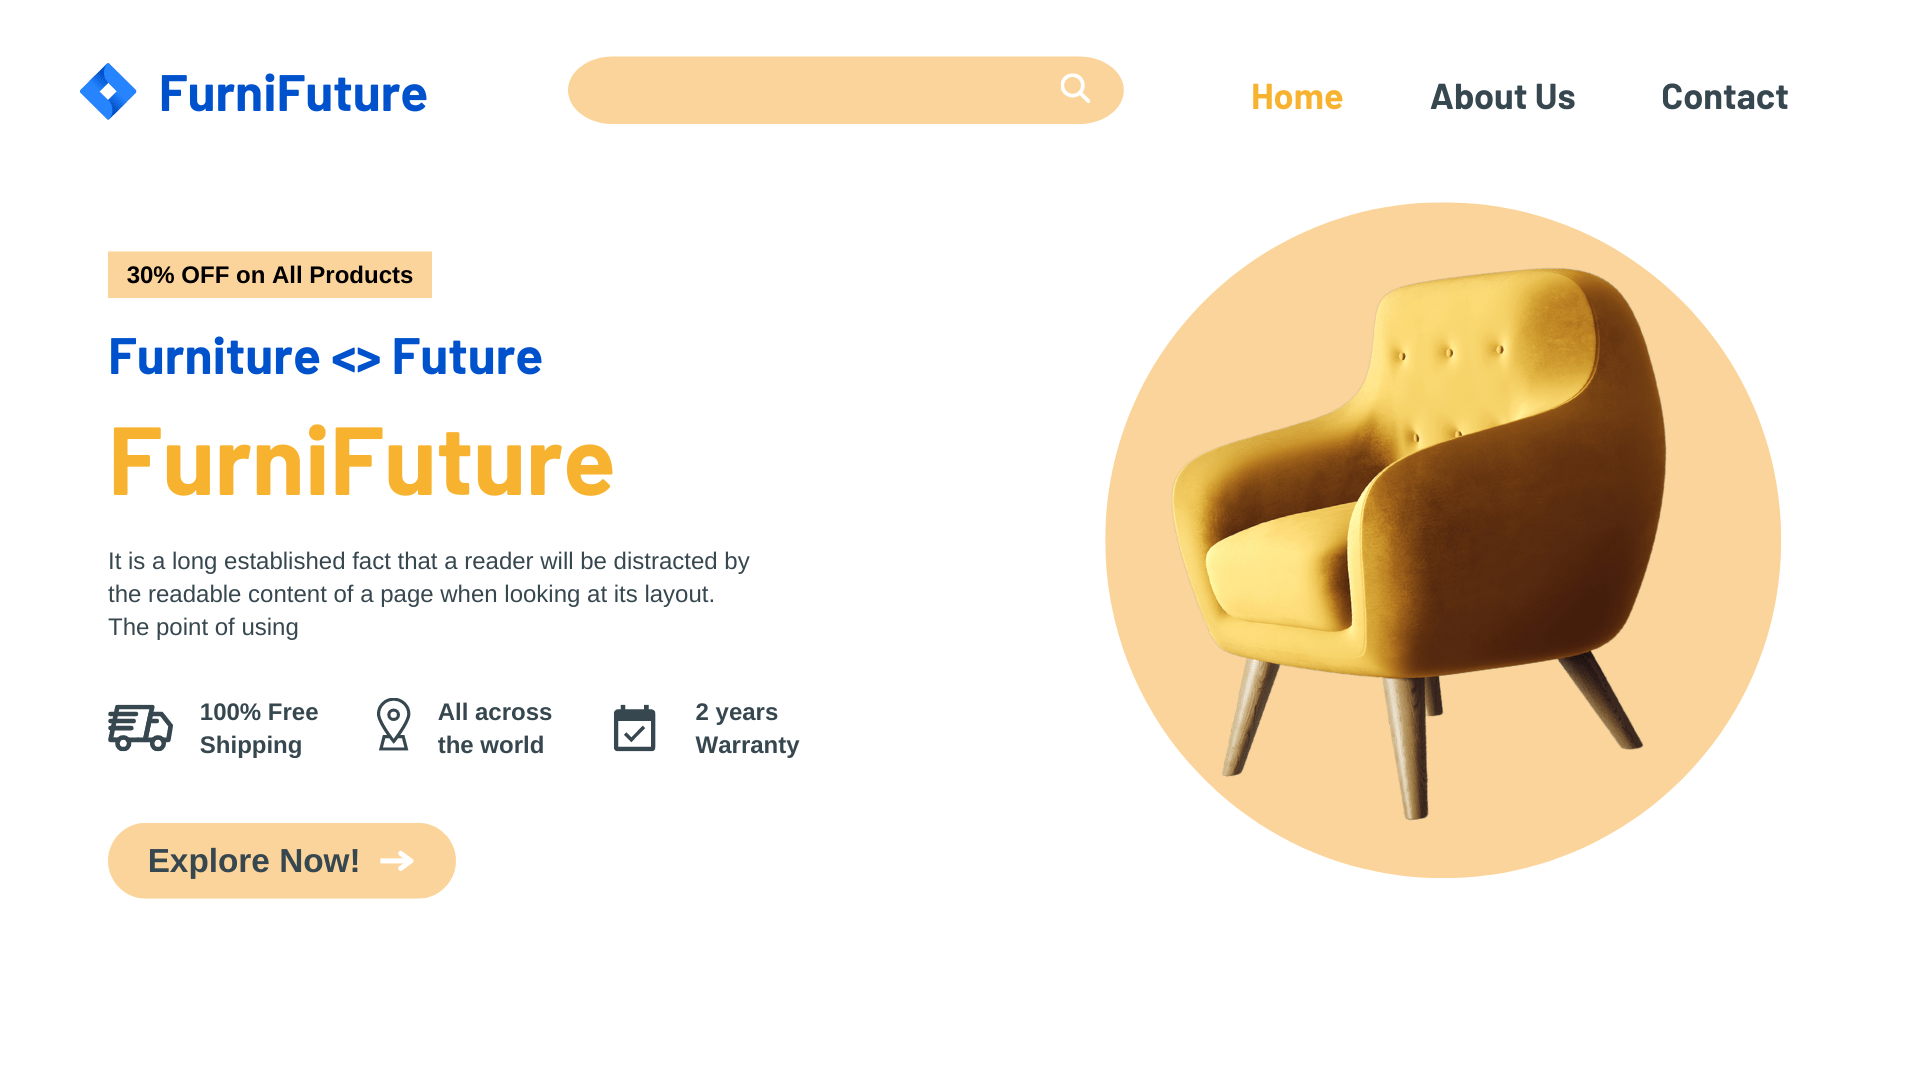 FurniFuture
Home
About Us
Contact
30% OFF on All Products
Furniture <> Future
FurniFuture
It is a long established fact that a reader will be distracted by
the readable content of a page when looking at its layout.
The point of using
100% Free
Shipping
All across
the world
2 years
Warranty
Explore Now!